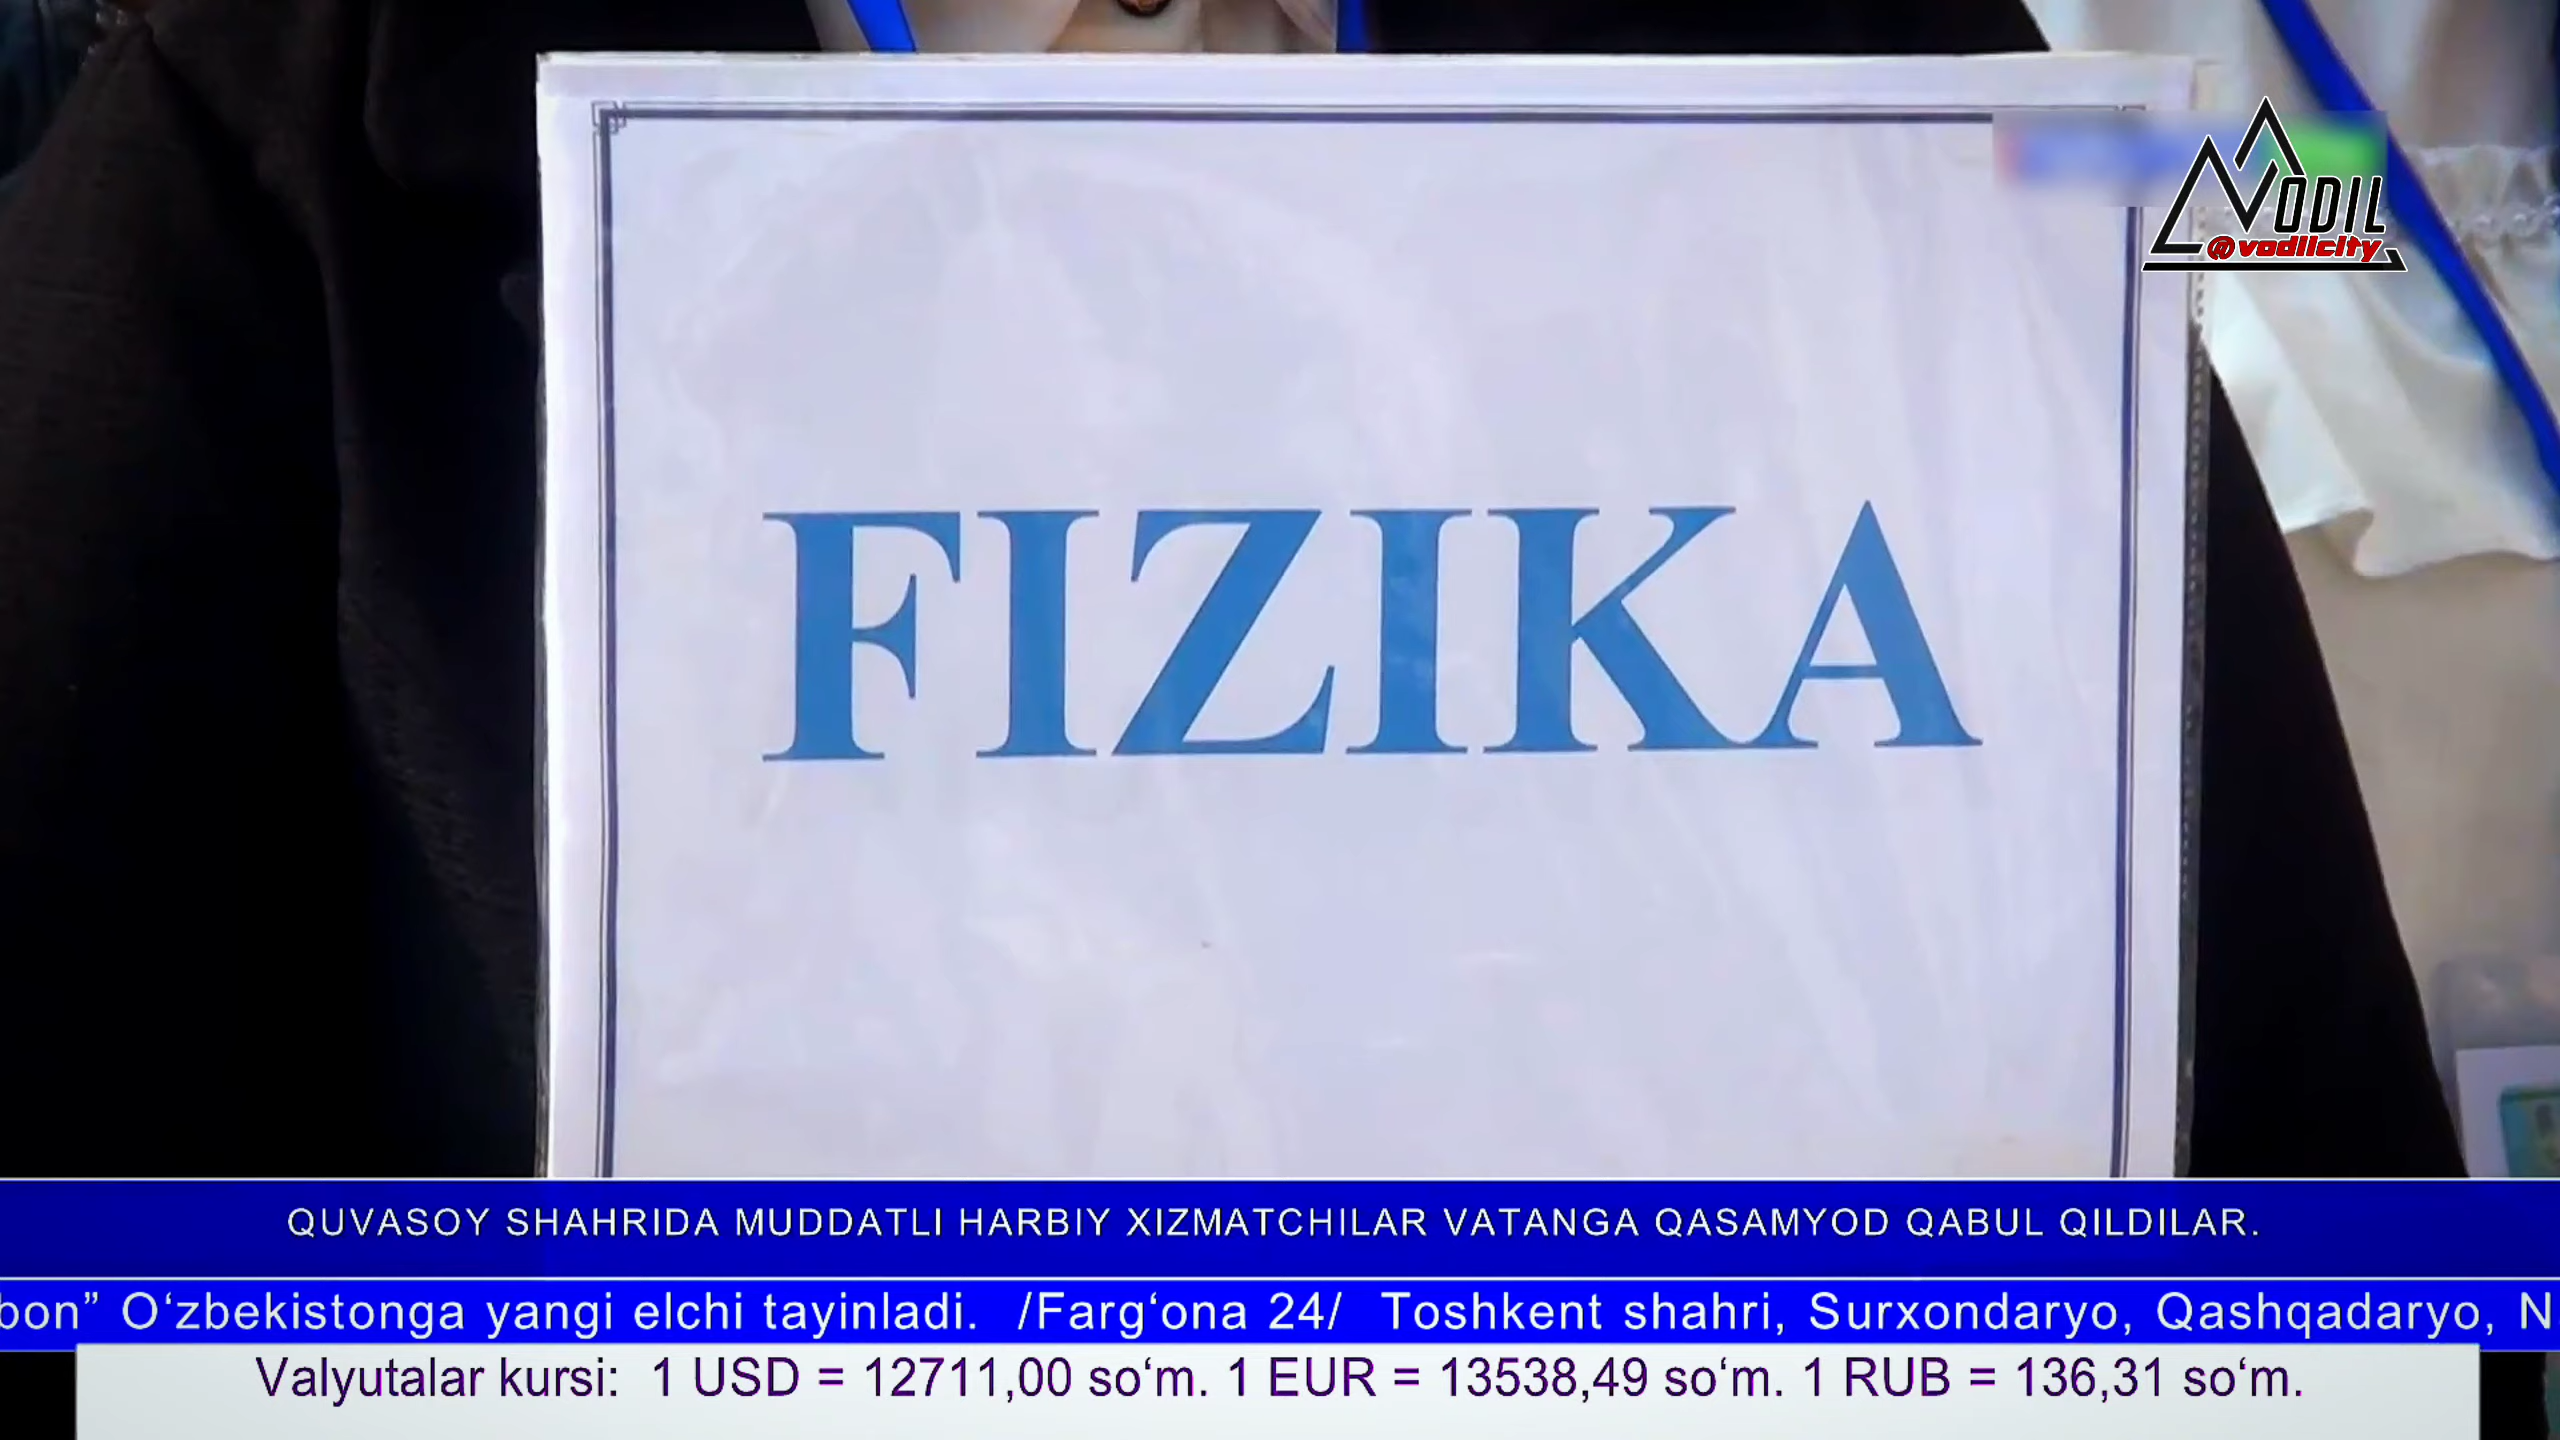 VODIL
@vodilcity
FIZIKA
QUVASOY SHAHRIDA MUDDATLI HARBIY XIZMATCHILAR VATANGA QASAMYOD QABUL QILDILAR.
bon” O‘zbekistonga yangi elchi tayinladi. /Farg‘ona 24/ Toshkent shahri, Surxondaryo, Qashqadaryo, N
Valyutalar kursi: 1 USD = 12711,00 so‘m. 1 EUR = 13538,49 so‘m. 1 RUB = 136,31 so‘m.